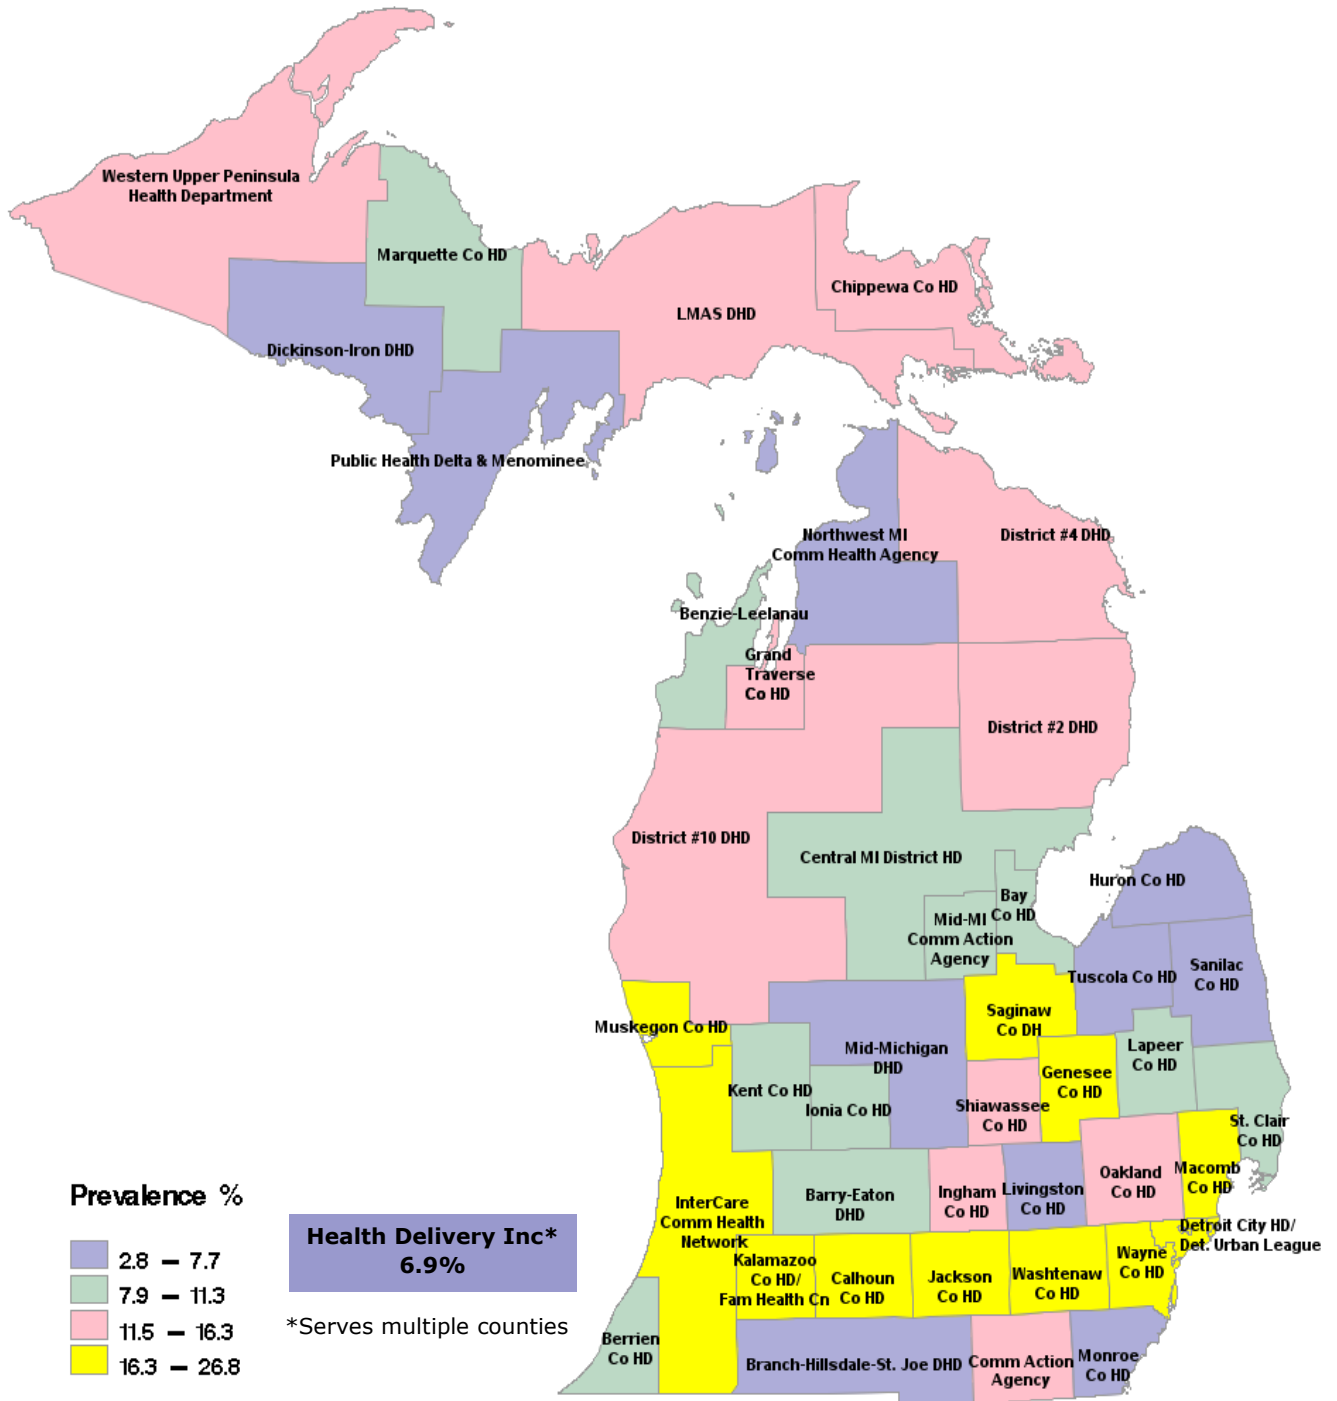 Western Upper Peninsula
Health Department
Marquette Co HD
Chippewa Co HD
LMAS DHD
Dickinson-Iron DHD
Public Health Delta & Menominee
Northwest MI
Comm Health Agency
District #4 DHD
Benzie-Leelanau
Grand
Traverse
Co HD
District #2 DHD
District #10 DHD
Central MI District HD
Huron Co HD
Bay
Co HD
Mid-MI
Comm Action
Agency
Tuscola Co HD
Sanilac
Co HD
Muskegon Co HD
Saginaw
Co DH
Mid-Michigan
DHD
Lapeer
Co HD
Genesee
Co HD
Kent Co HD
Ionia Co HD
Shiawassee
Co HD
St. Clair
Co HD
InterCare
Comm Health
Network
Barry-Eaton
DHD
Ingham
Co HD
Livingston
Co HD
Oakland
Co HD
Macomb
Co HD
Detroit City HD/
Det. Urban League
Kalamazoo
Co HD/
Fam Health Cn
Calhoun
Co HD
Jackson
Co HD
Washtenaw
Co HD
Wayne
Co HD
Berrien
Co HD
Branch-Hillsdale-St. Joe DHD
Comm Action
Agency
Monroe
Co HD
Prevalence %
2.8 – 7.7
7.9 – 11.3
11.5 – 16.3
16.3 – 26.8
Health Delivery Inc*
6.9%
*Serves multiple counties